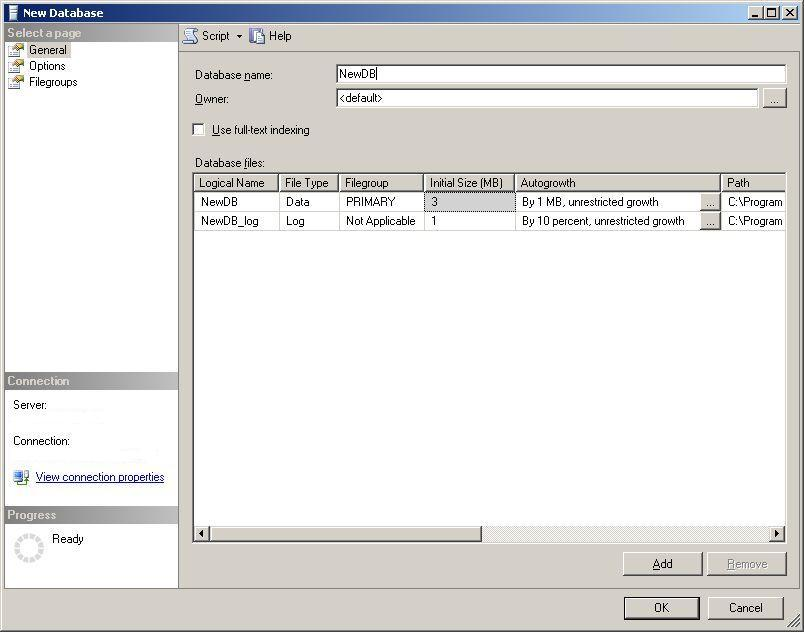 New Database
Select a page
General
Options
Filegroups
Script Help
Database name: NewDB
Owner: <default> ...
Use full-text indexing
Database files:
Logical Name File Type Filegroup Initial Size (MB) Autogrowth Path
NewDB Data PRIMARY 3 By 1 MB, unrestricted growth ... C:\Program
NewDB_log Log Not Applicable 1 By 10 percent, unrestricted growth ... C:\Program
Connection
Server:
Connection:
View connection properties
Progress
Ready
Add Remove
OK Cancel